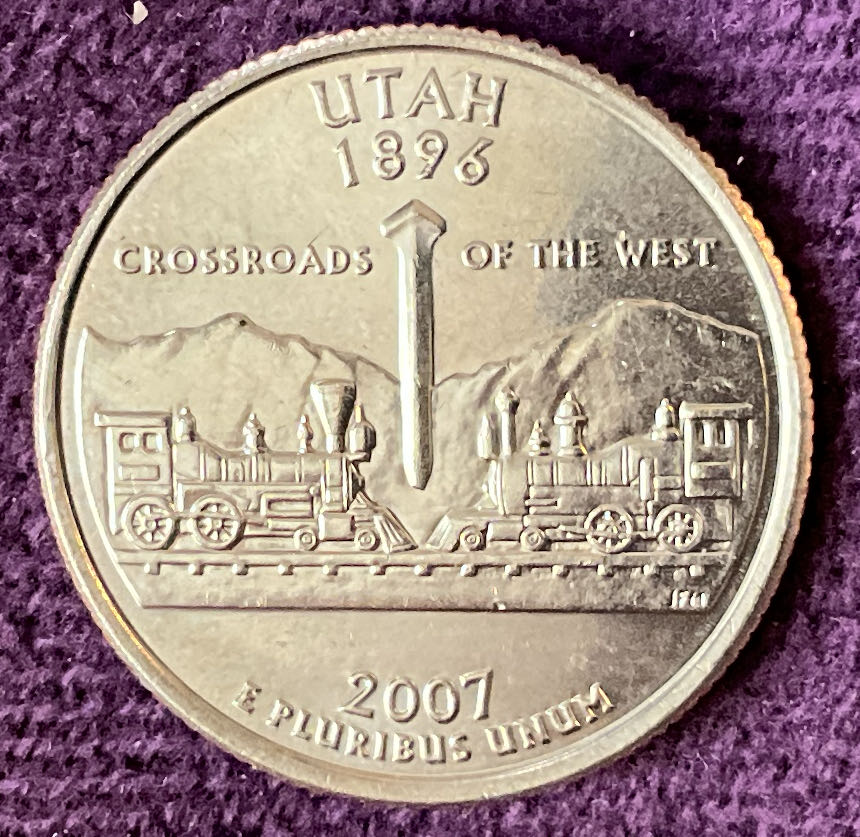 UTAH
1896
CROSSROADS OF THE WEST
2007
E PLURIBUS UNUM